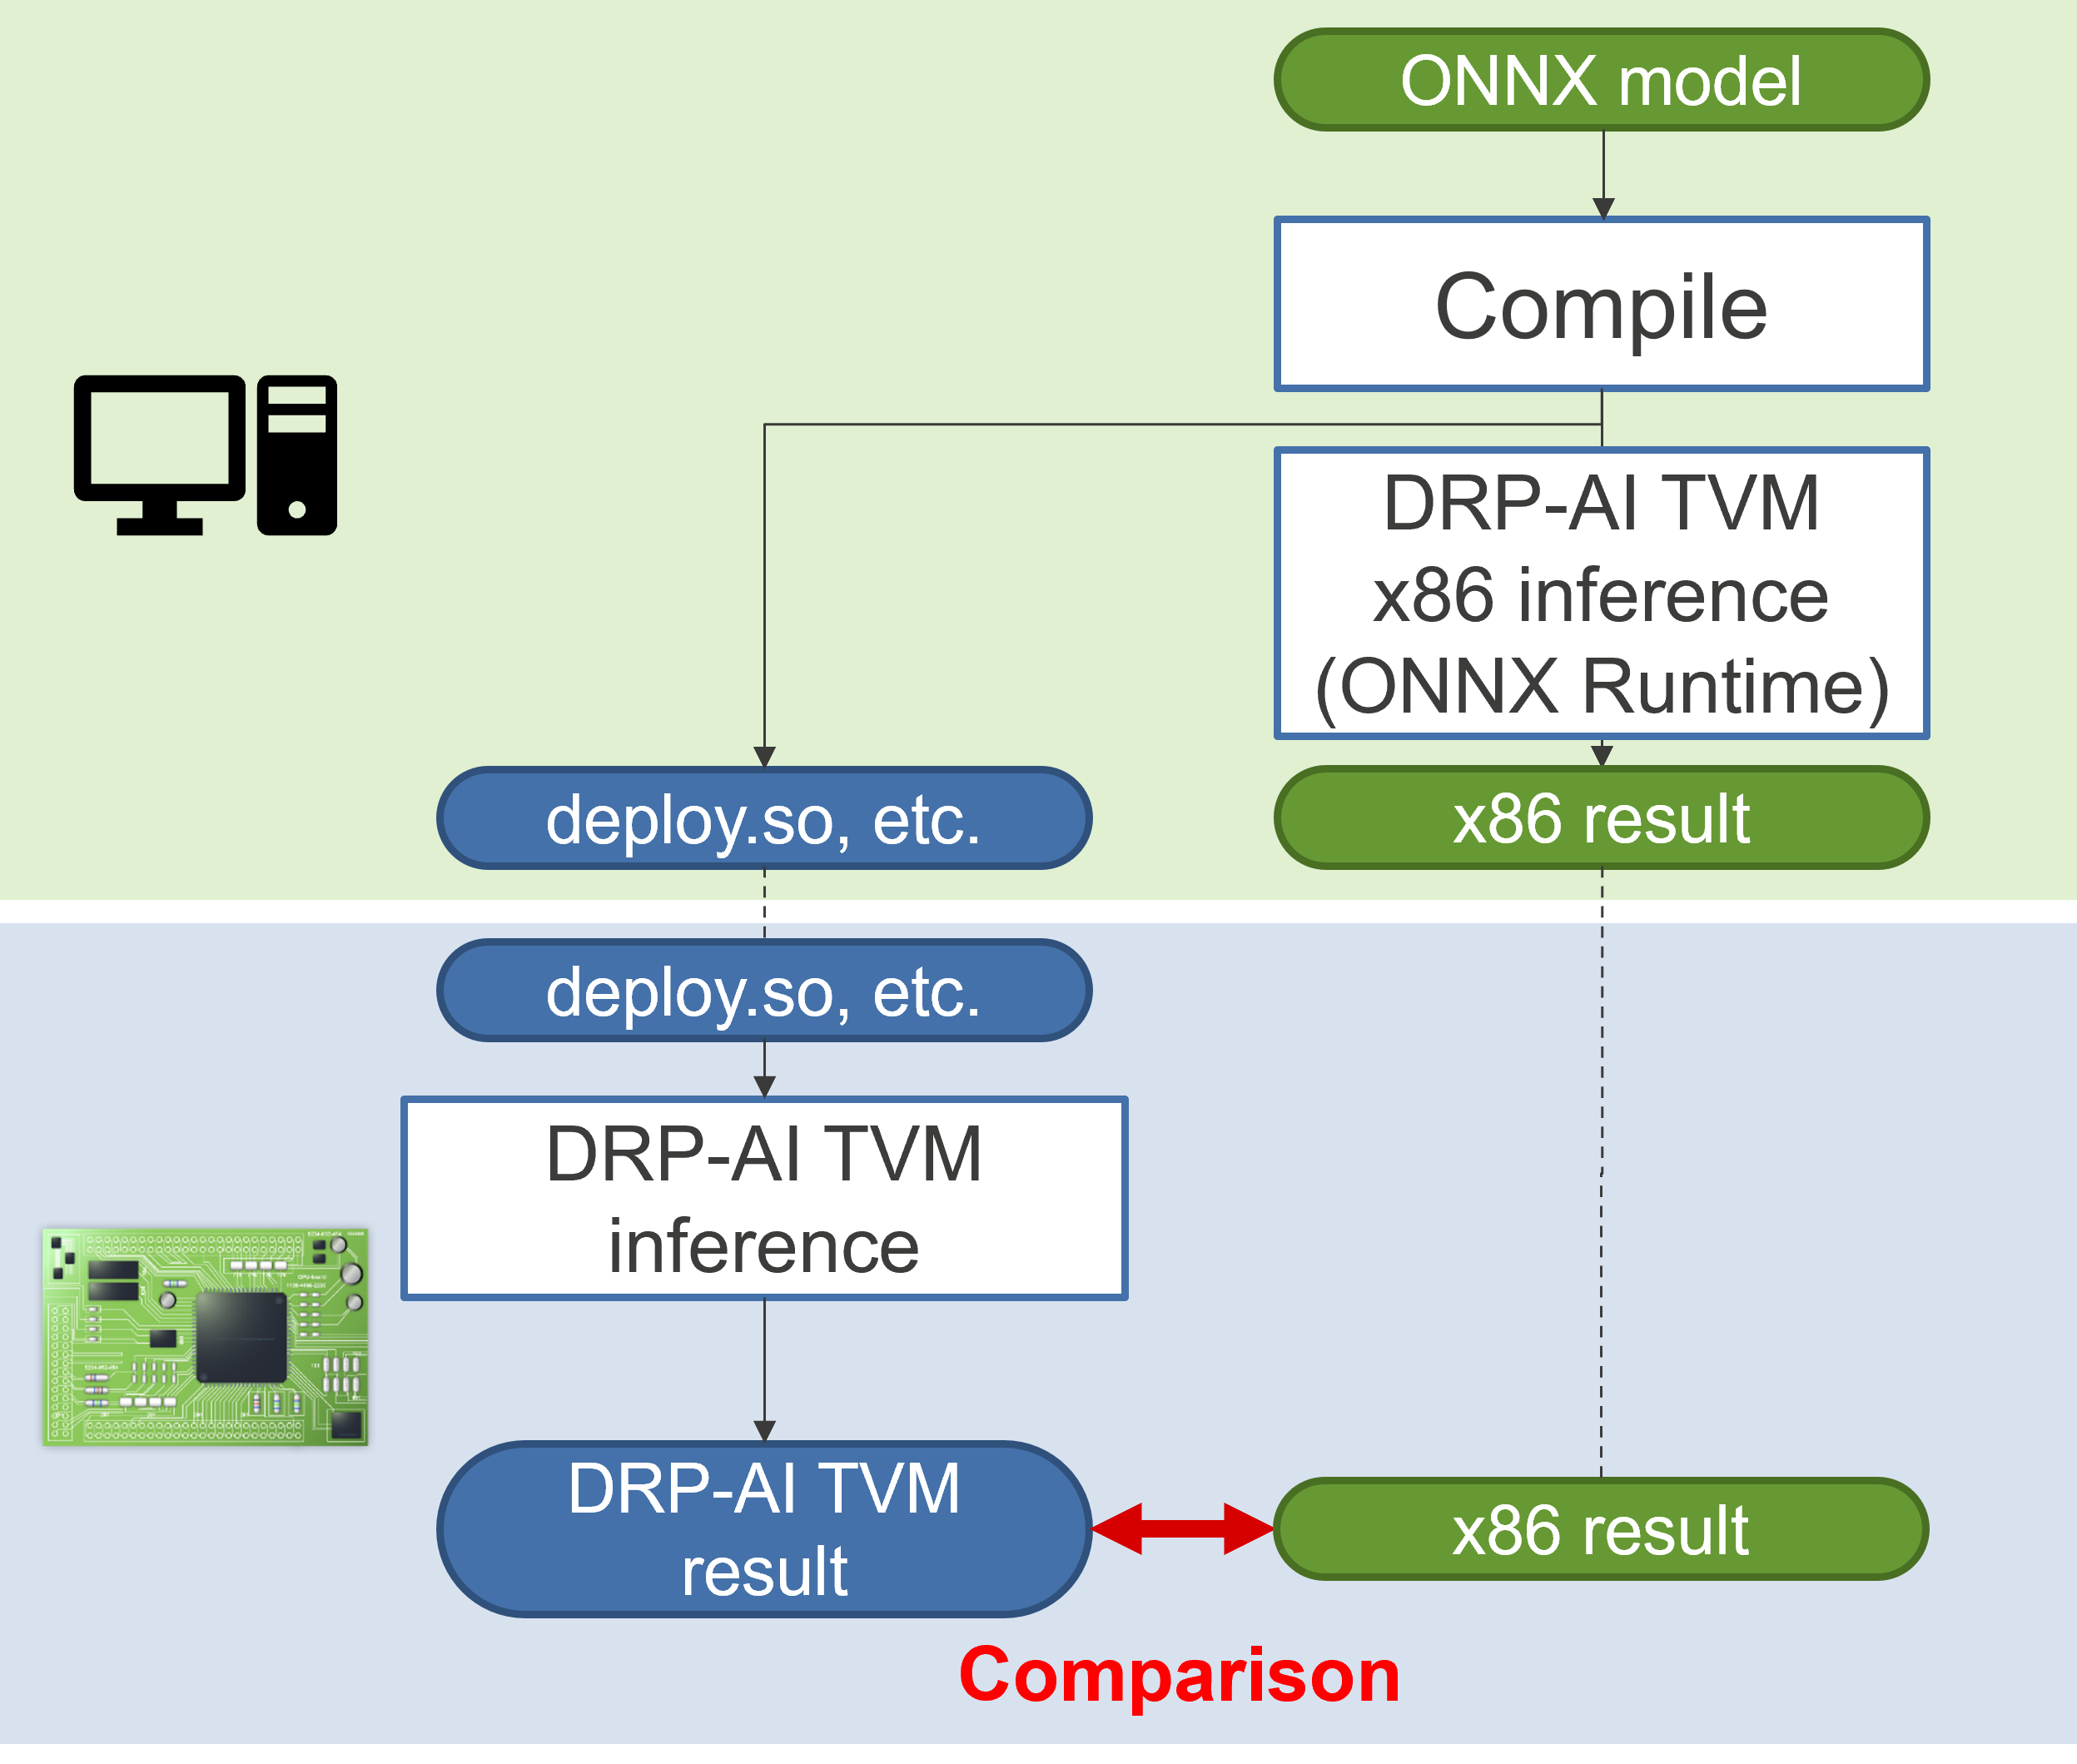 ONNX model
Compile
DRP-AI TVM
x86 inference
(ONNX Runtime)
deploy.so, etc.
x86 result
deploy.so, etc.
DRP-AI TVM
inference
DRP-AI TVM
result
x86 result
Comparison